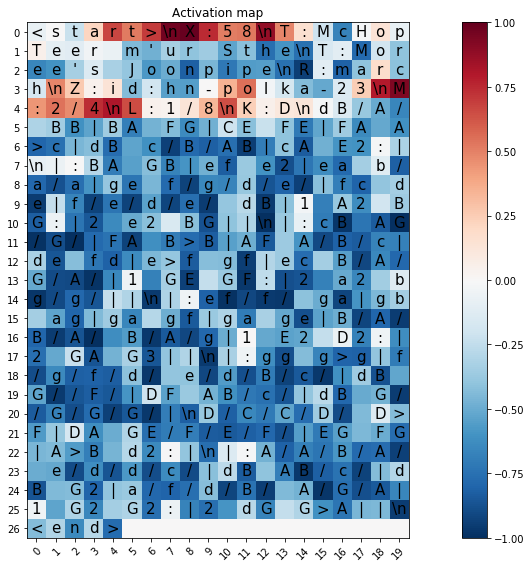 Activation map
0 < s t a r t > \n X : 5 8 \n T : M c H o p
1 T e e r m ' u r S t h e \n T : M o r
2 e e ' s J o o n p i p e \n R : m a r c
3 h \n Z : i d : h n - p o l k a - 2 3 \n M
4 : 2 / 4 \n L : 1 / 8 \n K : D \n d B / A /
5 B B | B A F G | C E F E | F A A
6 > c | d B c / B / A B | c A E 2 : |
7 \n | : B A G B | e f e 2 | e a b /
8 a / a | g e f / g / d / e / | f c d
9 e | f / e / d / e / d B | 1 A 2 B
10 G : | 2 e 2 B G | | \n | : c B A G
11 / G / | F A B > B | A F A / B / c |
12 d e f d | e > f g f | e c B / A /
13 G / A / | 1 G E G F : | 2 a 2 b
14 g / g / | | \n | : e f / f / g a | g b
15 a g | g a g f | g a g e | B / A /
16 B / A / B / A / g | 1 E 2 D 2 : |
17 2 G A G 3 | | \n | : g g g > g | f
18 / g / f / d / e / d / B / c / | d B
19 G / / F / | D F A B / c / | d B G /
20 / G / G / G / | \n D / C / C / D / D >
21 F | D A G E / F / E / F / | E G F G
22 | A > B d 2 : | \n | : A / A / B / A /
23 e / d / d / c / | d B A B / c / | d
24 B G 2 | a / f / d / B / A / G / A |
25 1 G 2 G 2 : | 2 d G G > A | | \n
26 < e n d >
0 1 2 3 4 5 6 7 8 9 10 11 12 13 14 15 16 17 18 19
1.00
0.75
0.50
0.25
0.00
−0.25
−0.50
−0.75
−1.00